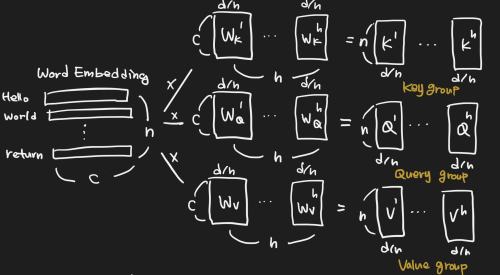 d/h d/h
C W_K^1 ... W_K^h = n K^1 ... K^h
h
d/h d/h
Key group
Word Embedding
Hello
world
:
return
n
C
x
x
x
d/h d/h
C W_Q^1 ... W_Q^h = n Q^1 ... Q^h
h
d/h d/h
Query group
d/h d/h
C W_V^1 ... W_V^h = n V^1 ... V^h
h
d/h d/h
Value group